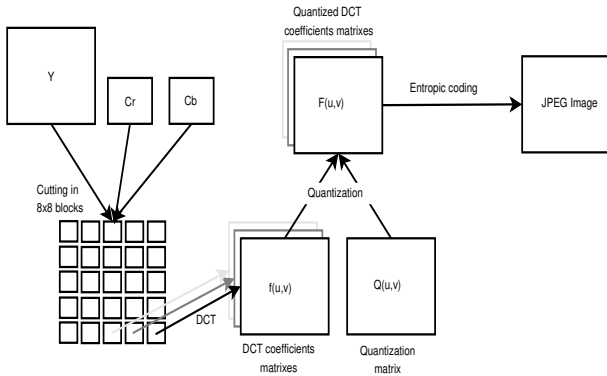 Quantized DCT
coefficients matrixes
Y
Cr
Cb
F(u,v)
Entropic coding
JPEG Image
Cutting in
8x8 blocks
Quantization
f(u,v)
Q(u,v)
DCT
DCT coefficients
matrixes
Quantization
matrix